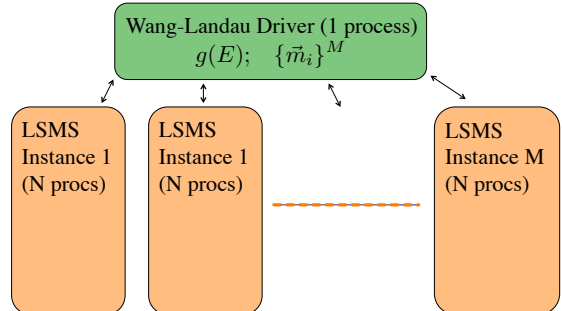 Wang-Landau Driver (1 process)
g(E);   {m⃗ᵢ}ᴹ
LSMS
Instance 1
(N procs)
LSMS
Instance 1
(N procs)
LSMS
Instance M
(N procs)